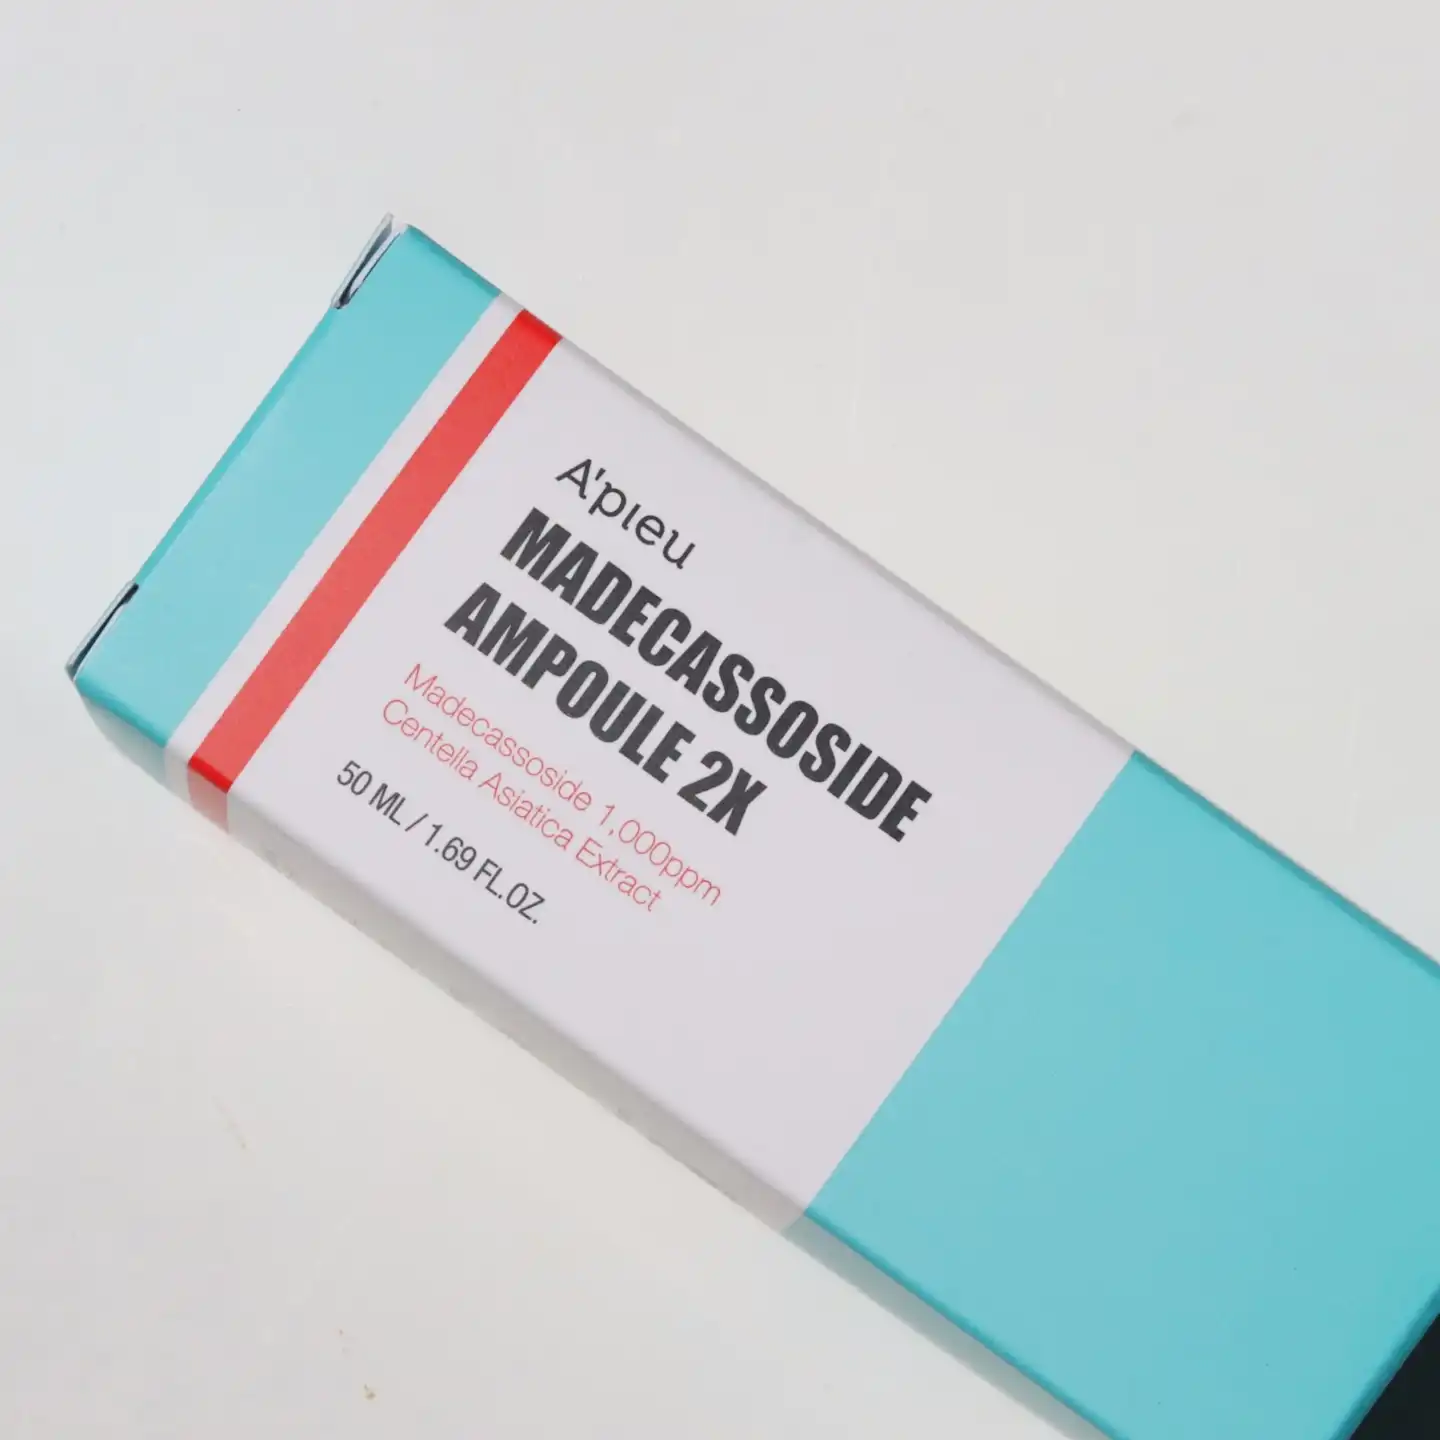 A'pieu
MADECASSOSIDE
AMPOULE 2X
Madecassoside 1,000ppm
Centella Asiatica Extract
50 ML / 1.69 FL.OZ.